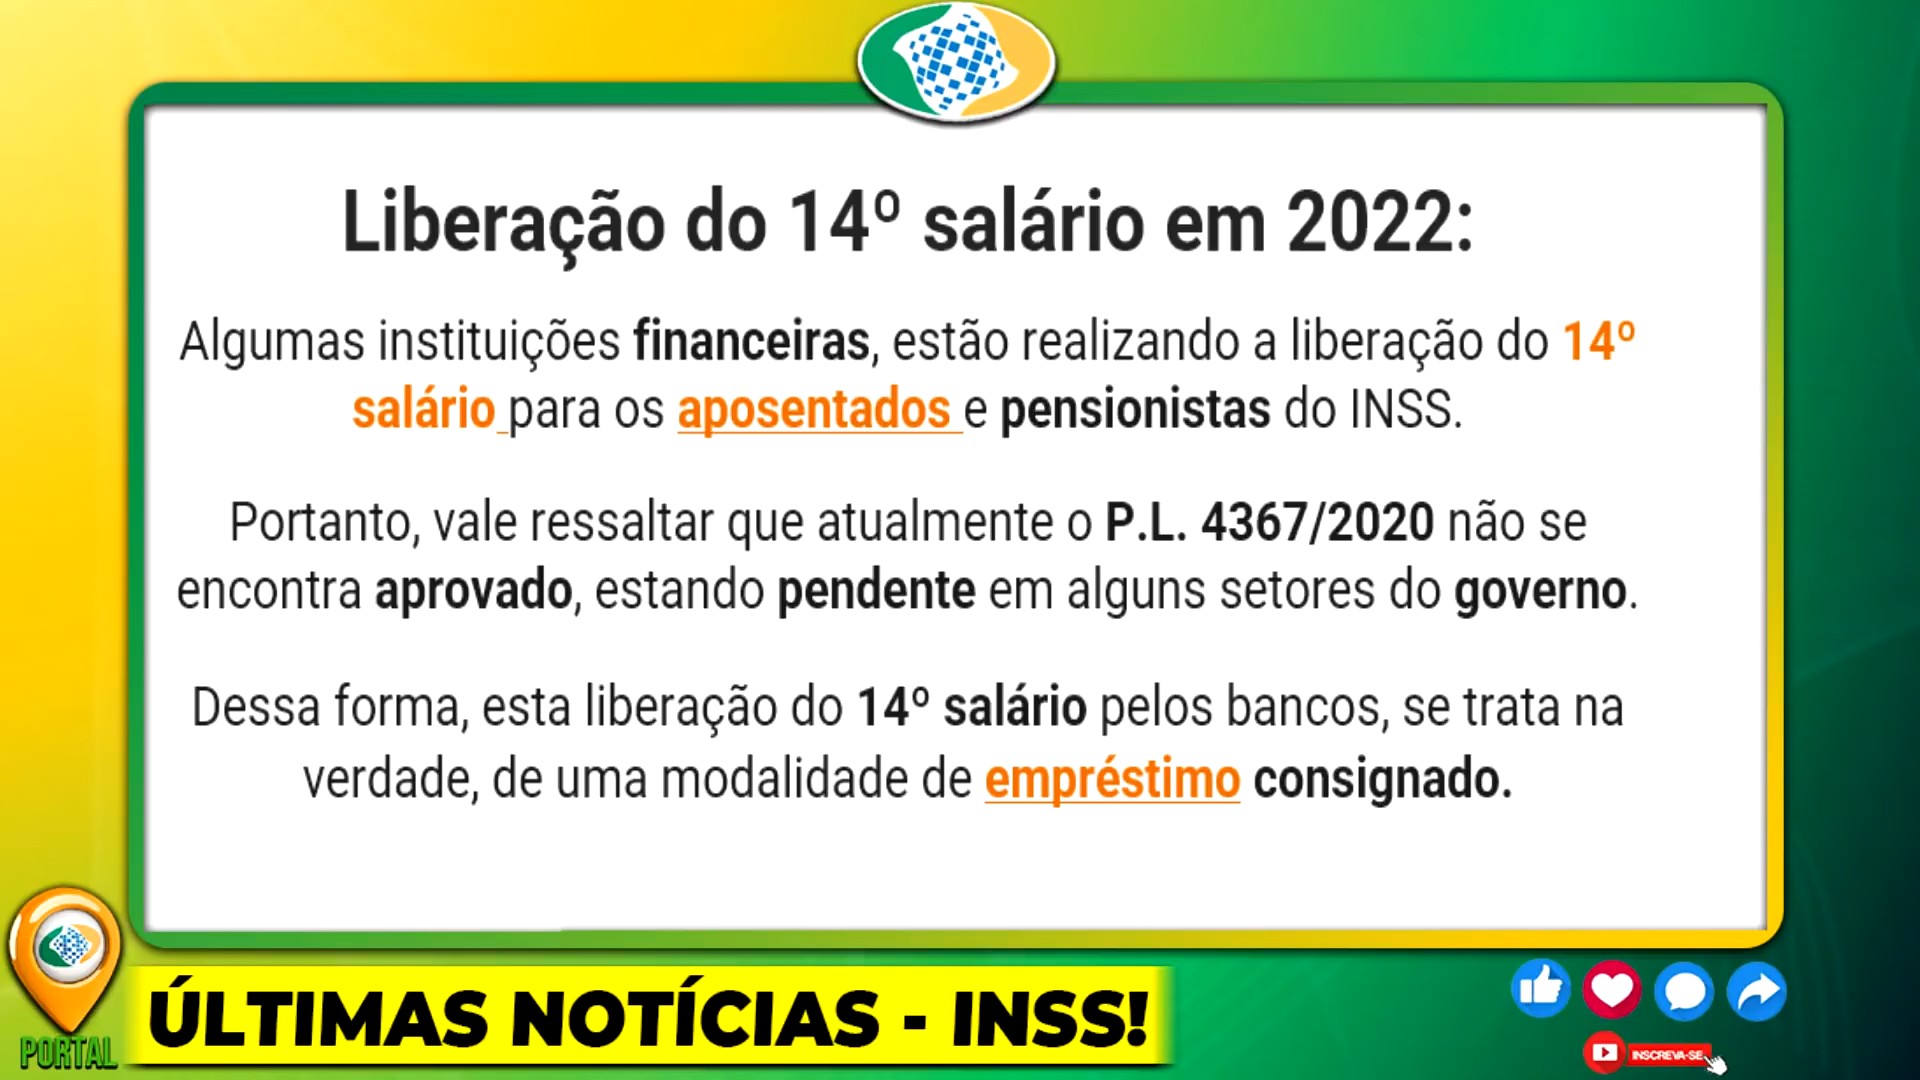 Liberação do 14º salário em 2022:
Algumas instituições financeiras, estão realizando a liberação do 14º
salário para os aposentados e pensionistas do INSS.
Portanto, vale ressaltar que atualmente o P.L. 4367/2020 não se
encontra aprovado, estando pendente em alguns setores do governo.
Dessa forma, esta liberação do 14º salário pelos bancos, se trata na
verdade, de uma modalidade de empréstimo consignado.
PORTAL
ÚLTIMAS NOTÍCIAS - INSS!
INSCREVA-SE